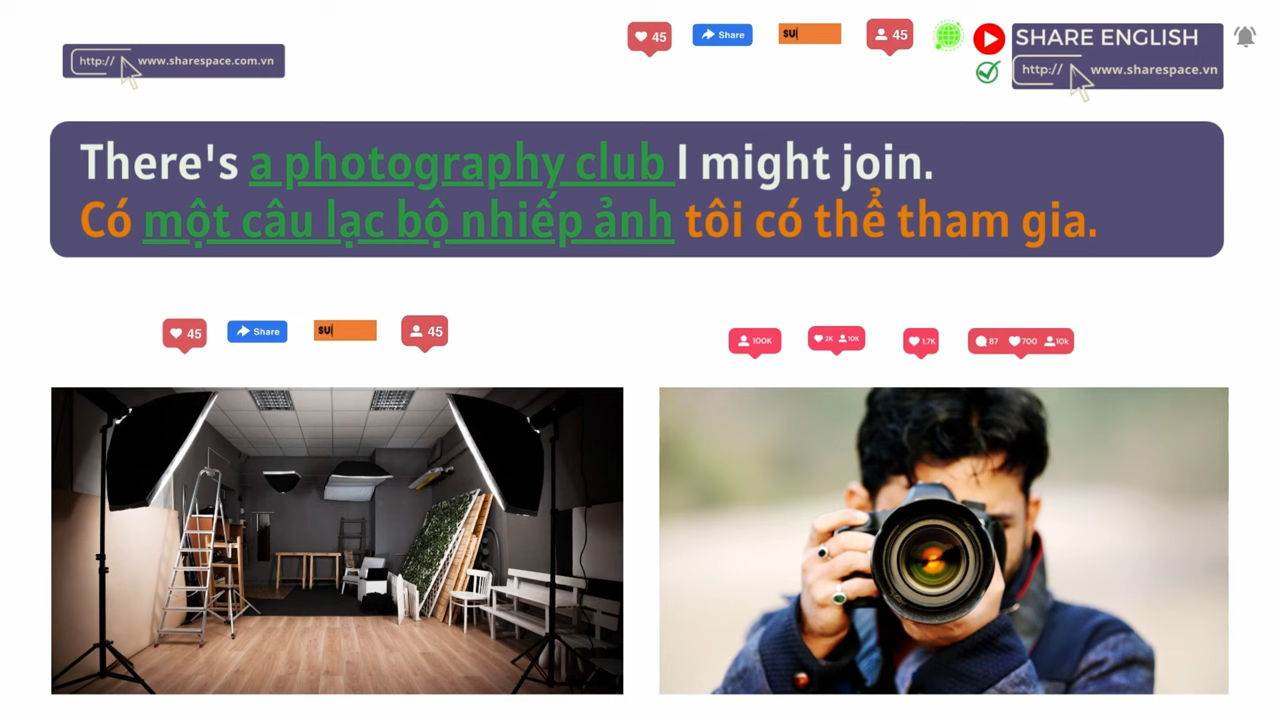 45
Share
SU
45
SHARE ENGLISH
http:// www.sharespace.com.vn
http:// www.sharespace.vn
There's a photography club I might join.
Có một câu lạc bộ nhiếp ảnh tôi có thể tham gia.
45
Share
SU
45
100K
2K 10K
1.7K
87 700 10k